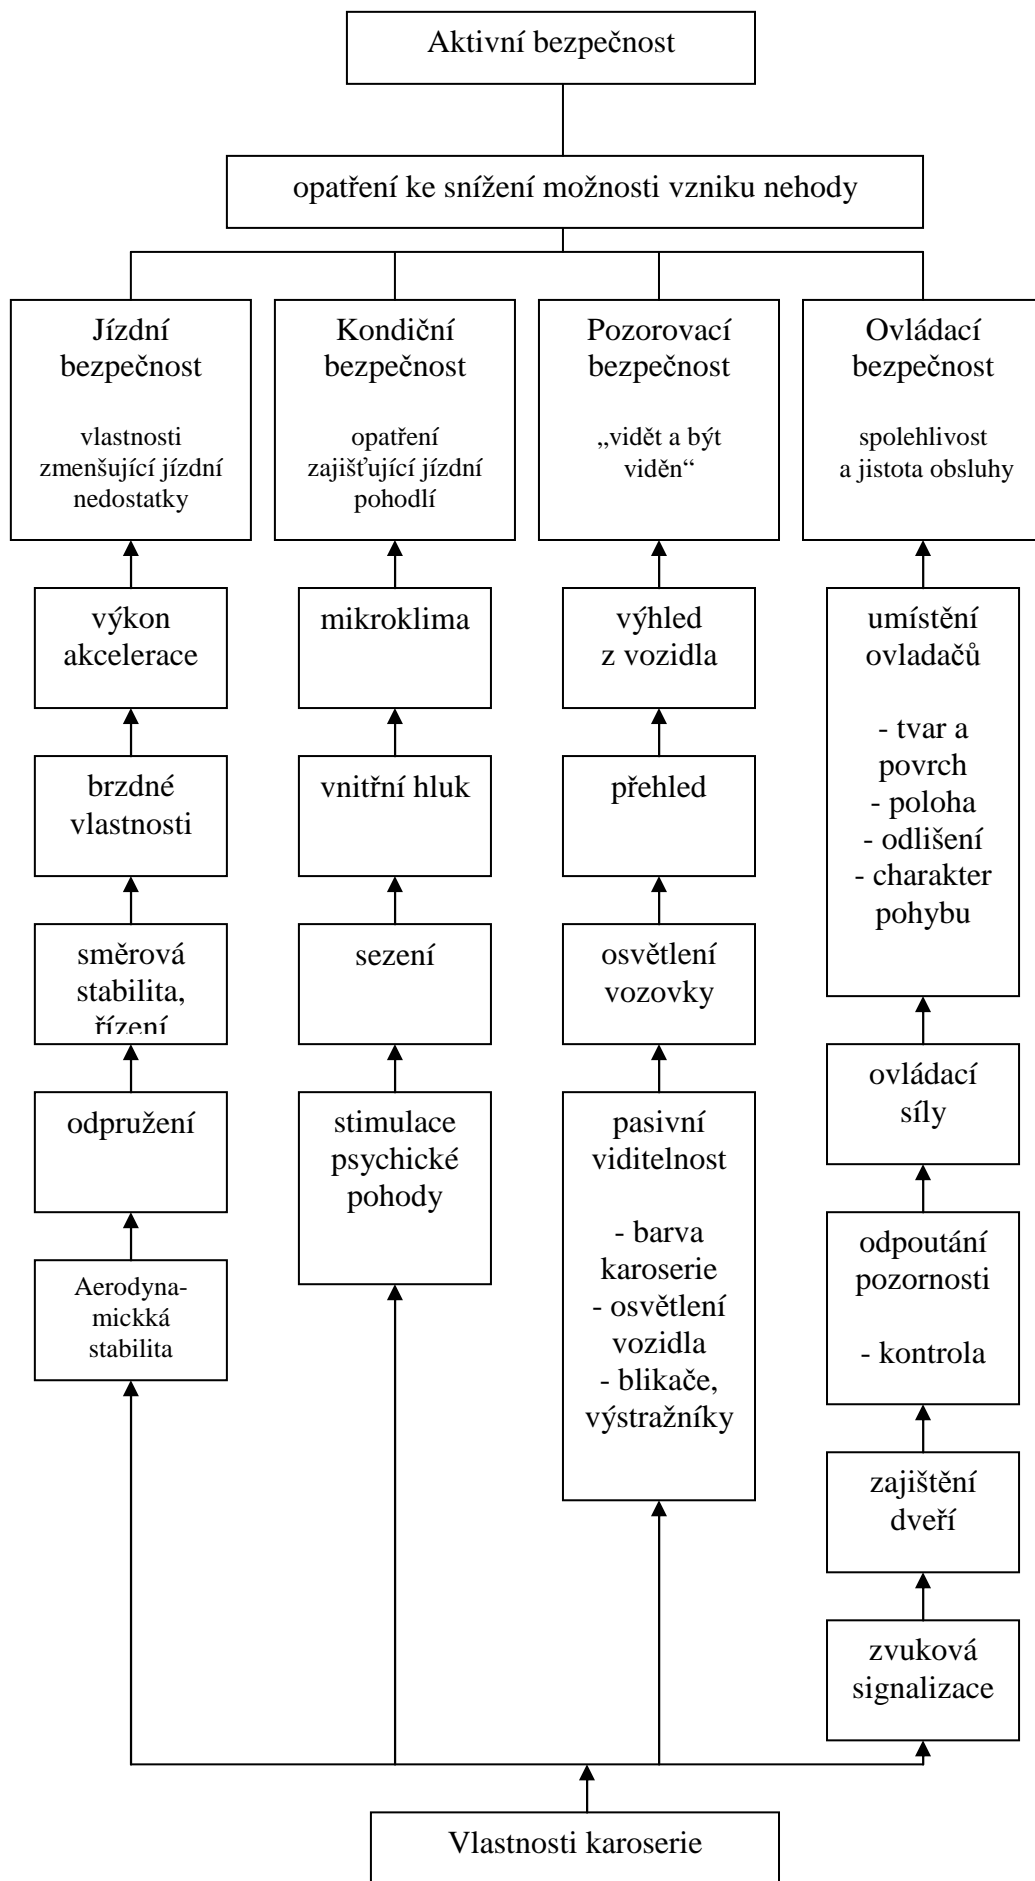 Aktivní bezpečnost
opatření ke snížení možnosti vzniku nehody
Jízdní
bezpečnost
vlastnosti
zmenšující jízdní
nedostatky
Kondiční
bezpečnost
opatření
zajišťující jízdní
pohodlí
Pozorovací
bezpečnost
„vidět a být
viděn“
Ovládací
bezpečnost
spolehlivost
a jistota obsluhy
výkon
akcelerace
brzdné
vlastnosti
směrová
stabilita,
řízení
odpružení
Aerodyna-
mickká
stabilita
mikroklima
vnitřní hluk
sezení
stimulace
psychické
pohody
výhled
z vozidla
přehled
osvětlení
vozovky
pasivní
viditelnost
- barva
karoserie
- osvětlení
vozidla
- blikače,
výstražníky
umístění
ovladačů
- tvar a
povrch
- poloha
- odlišení
- charakter
pohybu
ovládací
síly
odpoutání
pozornosti
- kontrola
zajištění
dveří
zvuková
signalizace
Vlastnosti karoserie